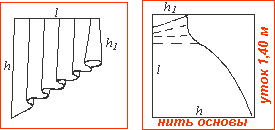 l
h
h1
h1
l
h
уток 1,40 м
нить основы